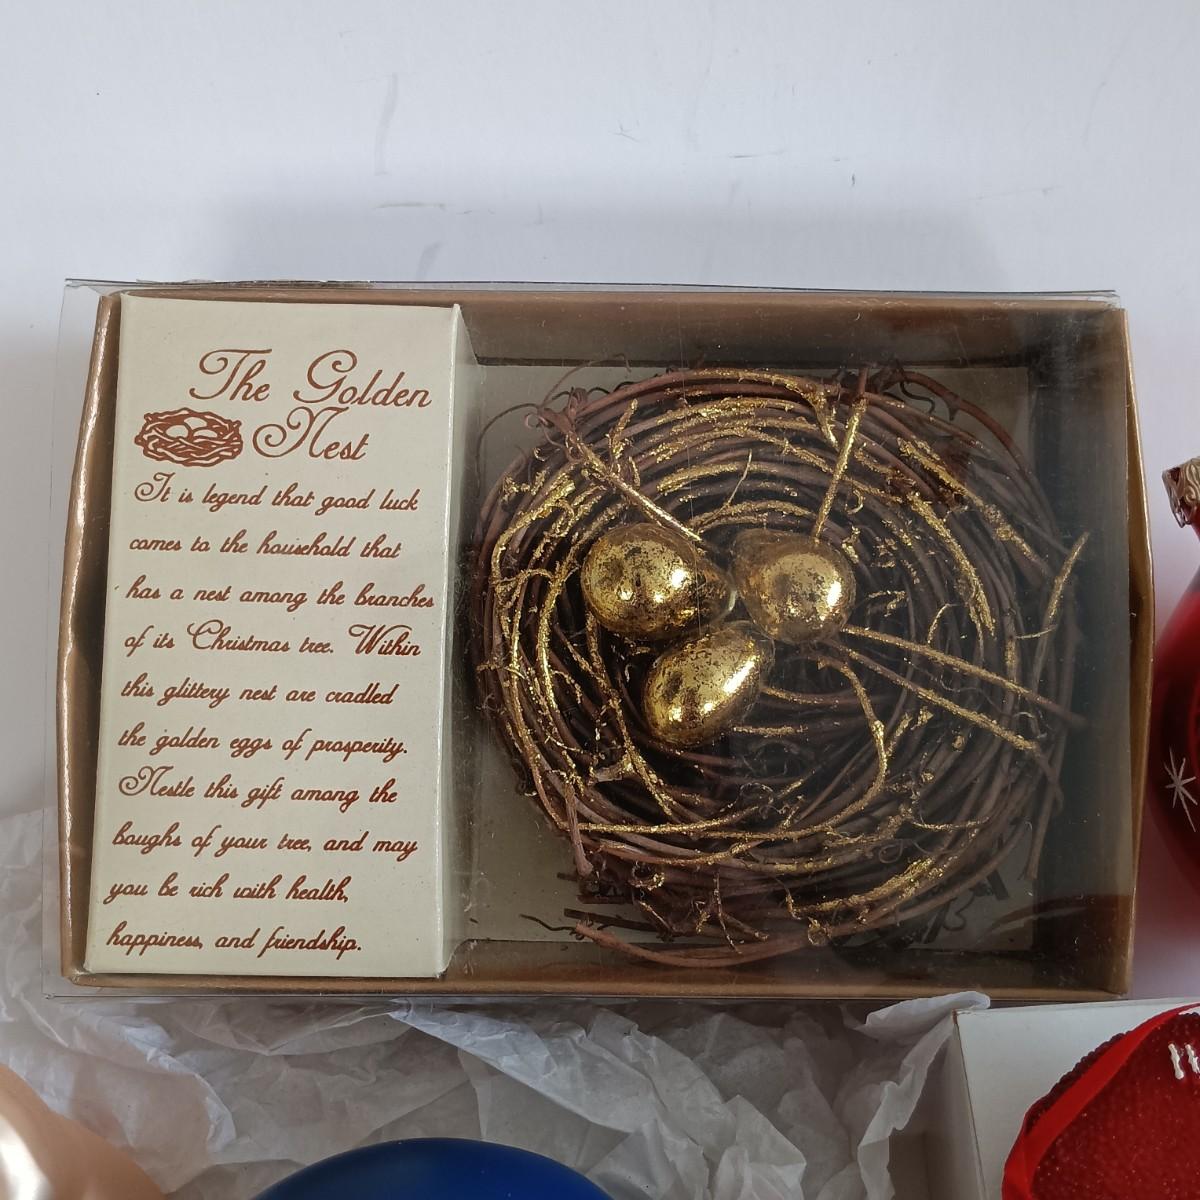 The Golden
Nest
It is legend that good luck
comes to the household that
has a nest among the branches
of its Christmas tree. Within
this glittery nest are cradled
the golden eggs of prosperity.
Nestle this gift among the
boughs of your tree, and may
you be rich with health,
happiness, and friendship.